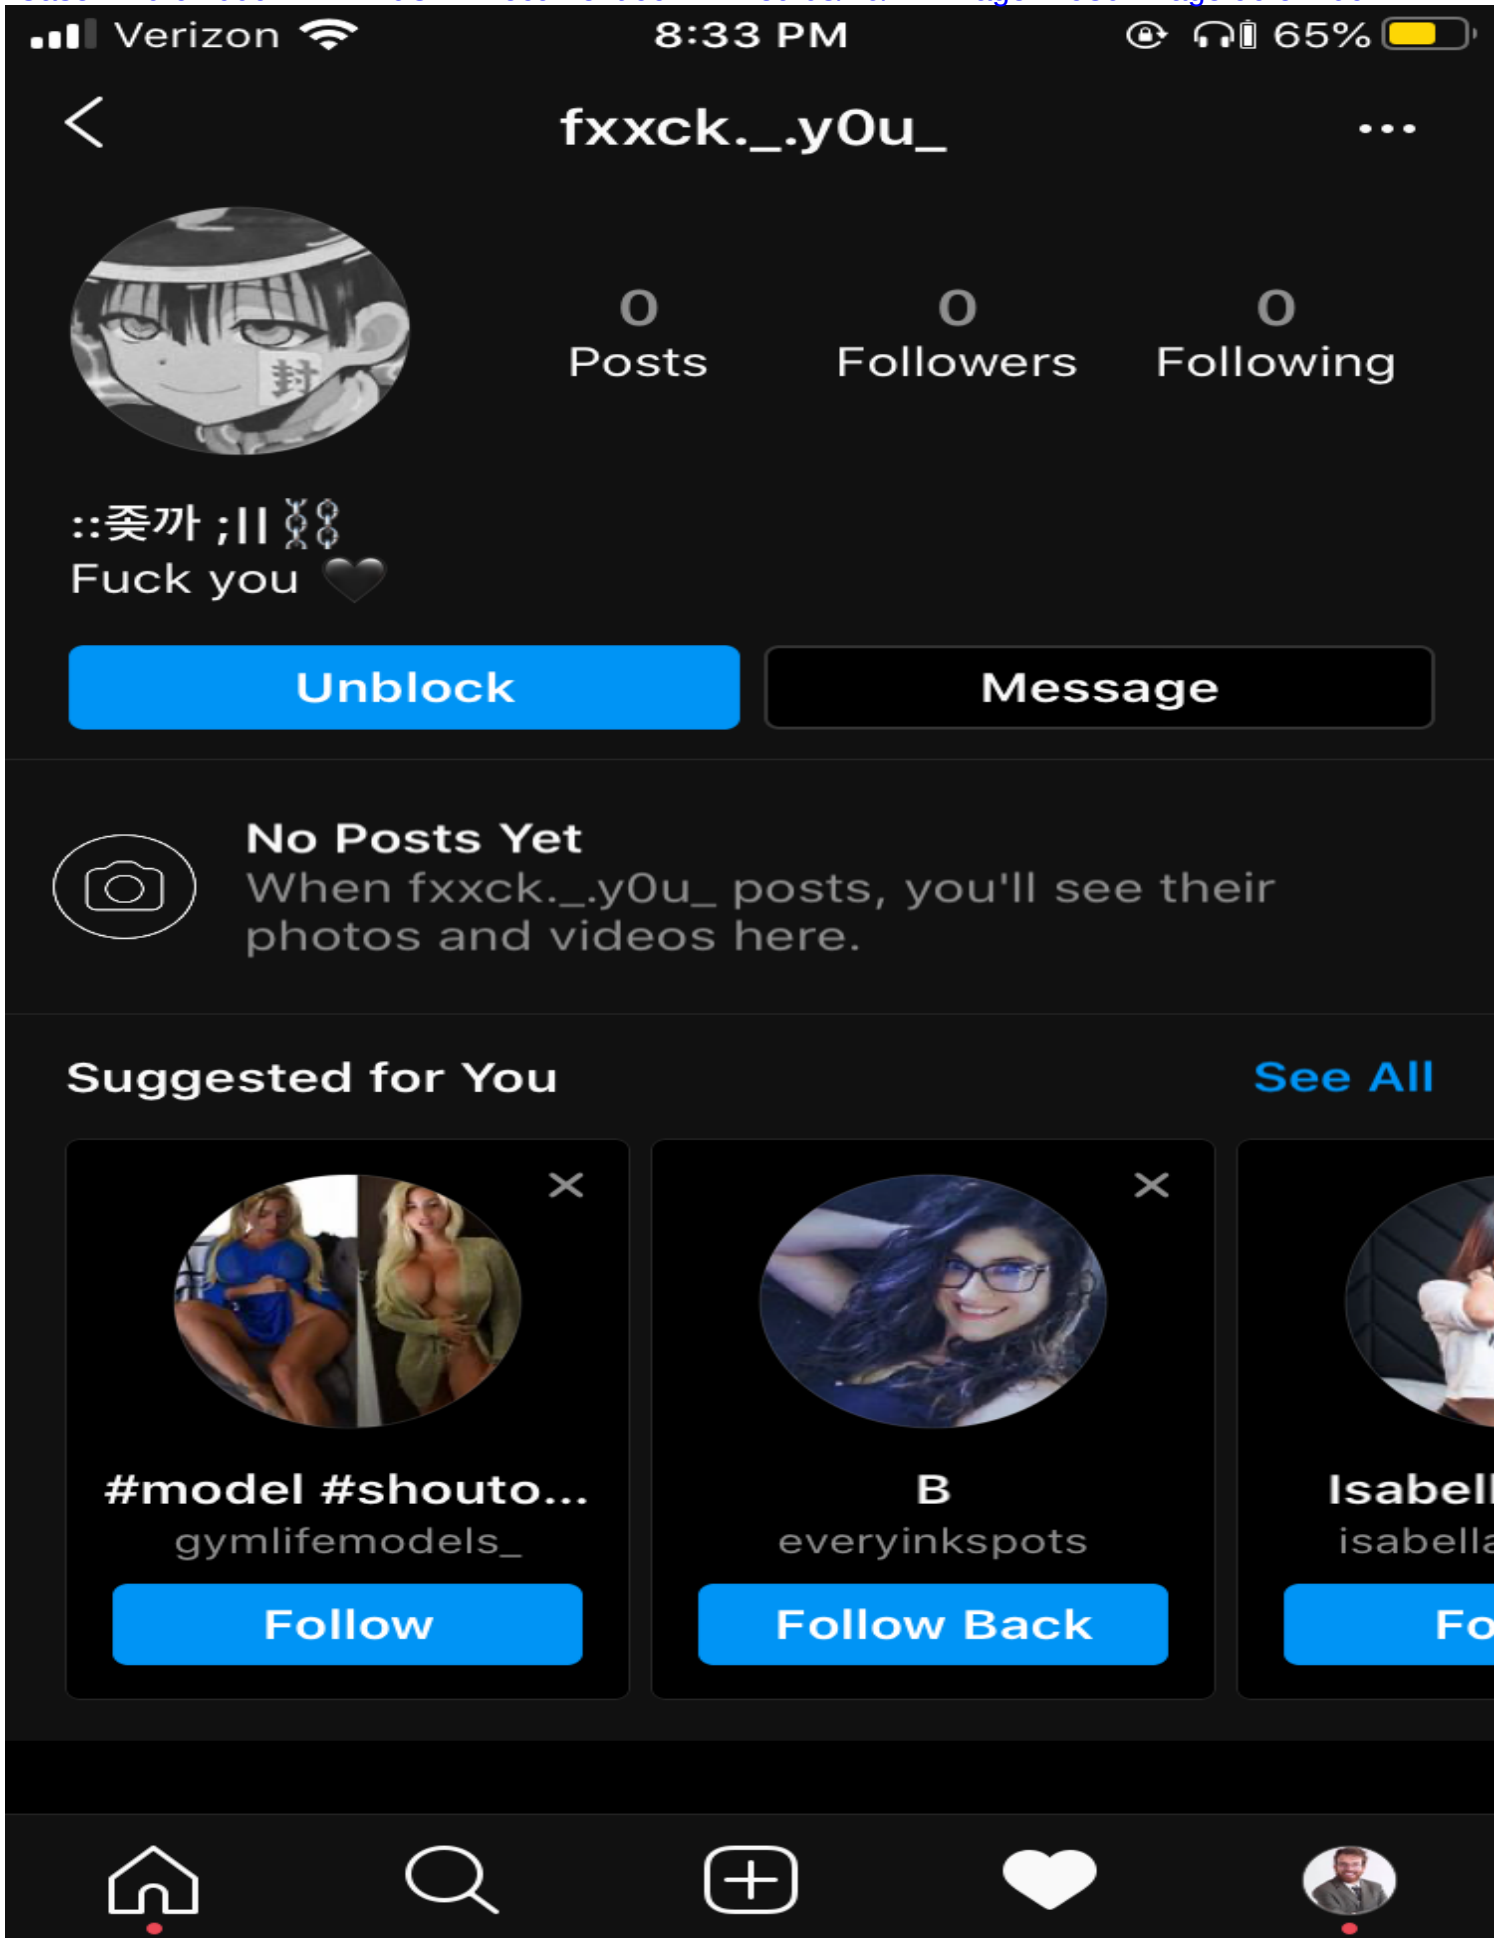 Verizon 8:33 PM 65%
fxxck._.y0u_
封
0 0 0
Posts Followers Following
::좆까 ;||⛓⛓
Fuck you 🖤
Unblock Message
No Posts Yet
When fxxck._.y0u_ posts, you'll see their
photos and videos here.
Suggested for You See All
#model #shouto... B Isabell
gymlifemodels_ everyinkspots isabella
Follow Follow Back Fo